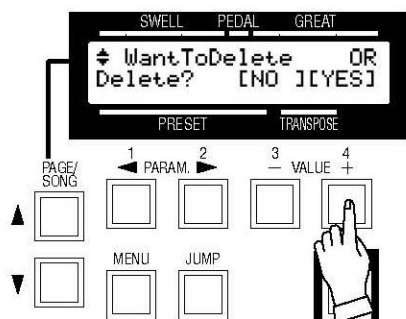 SWELL PEDAL GREAT
WantToDelete OR
Delete? [NO ][YES]
PRESET TRANSPOSE
1 2 3 4
PAGE/
SONG
◀ PARAM. ▶ − VALUE +
MENU JUMP